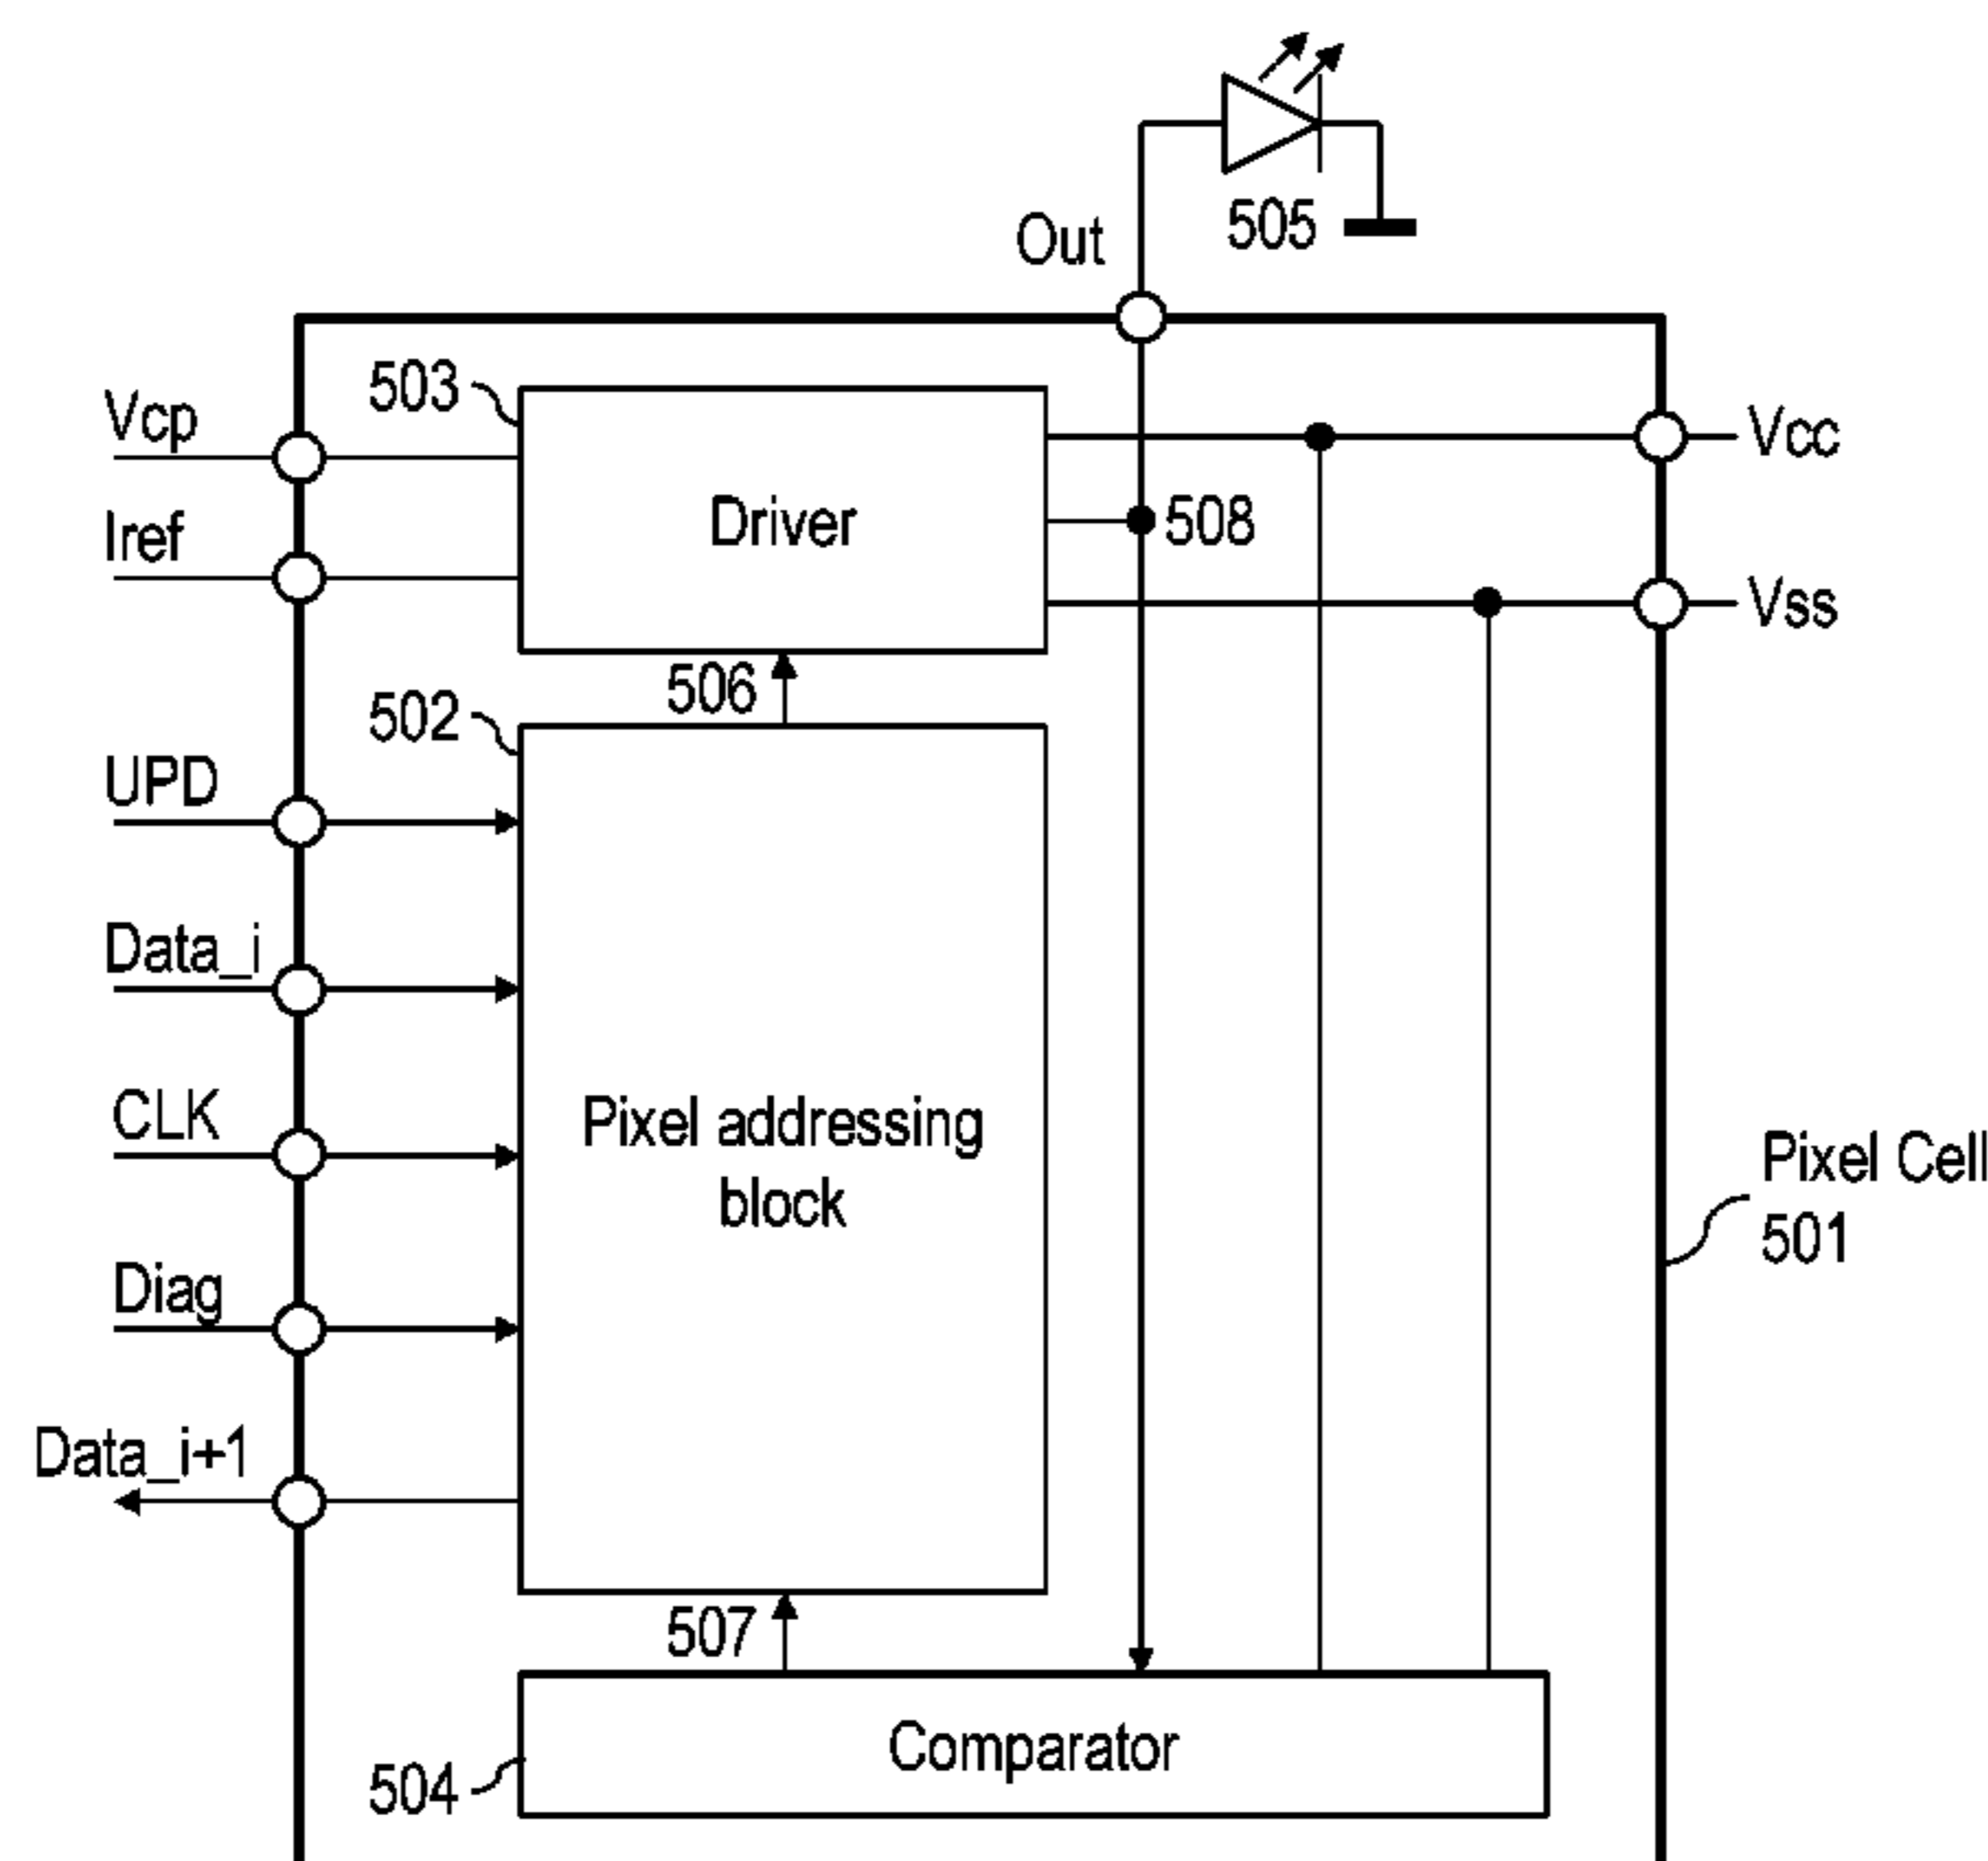 Out
505
Vcp
503
Vcc
Iref
Driver
508
Vss
506
502
UPD
Data_i
CLK
Pixel addressing
block
Pixel Cell
501
Diag
Data_i+1
507
Comparator
504